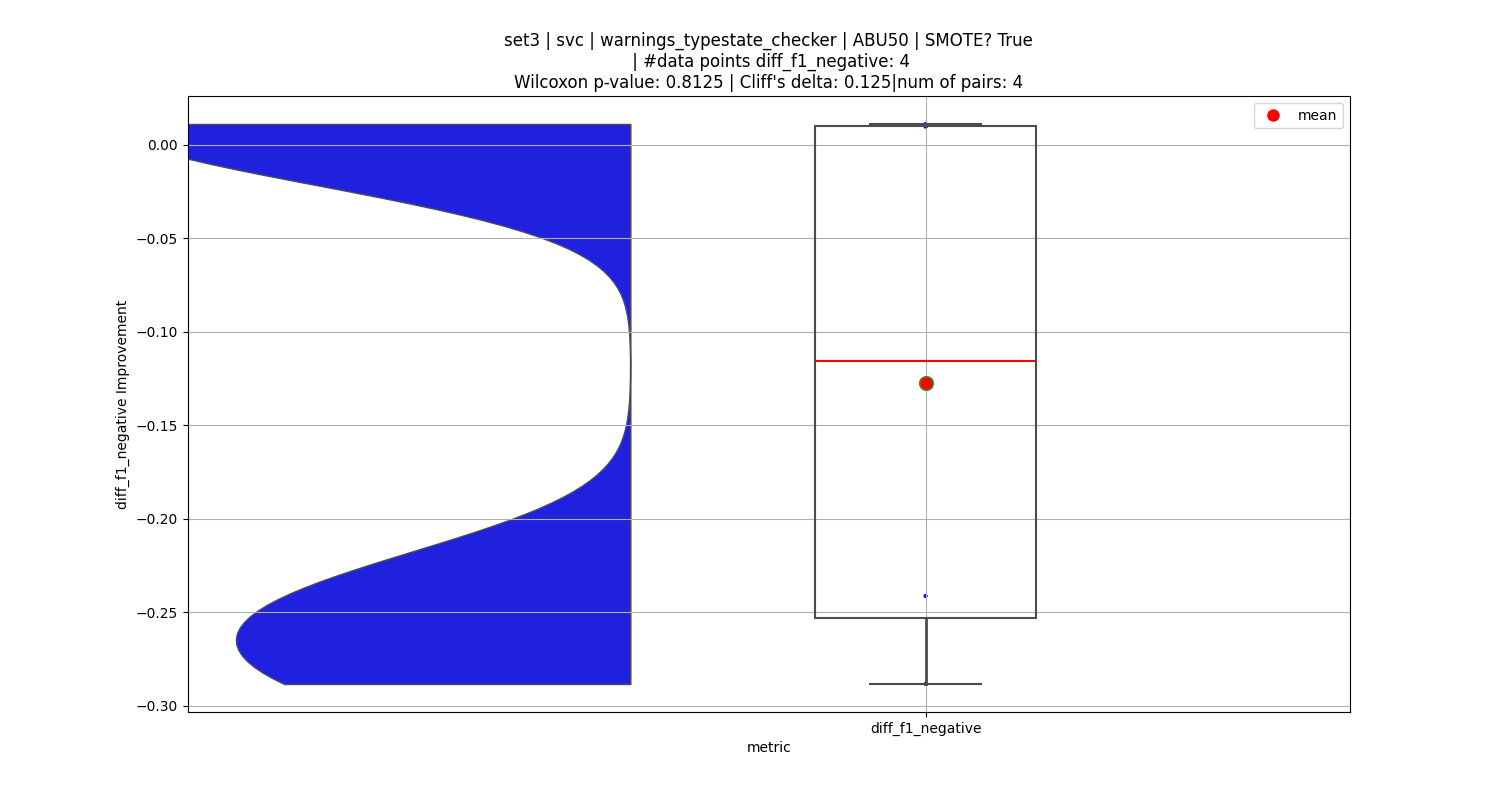 set3 | svc | warnings_typestate_checker | ABU50 | SMOTE? True
| #data points diff_f1_negative: 4
Wilcoxon p-value: 0.8125 | Cliff's delta: 0.125|num of pairs: 4
mean
0.00
−0.05
−0.10
−0.15
−0.20
−0.25
−0.30
diff_f1_negative Improvement
diff_f1_negative
metric